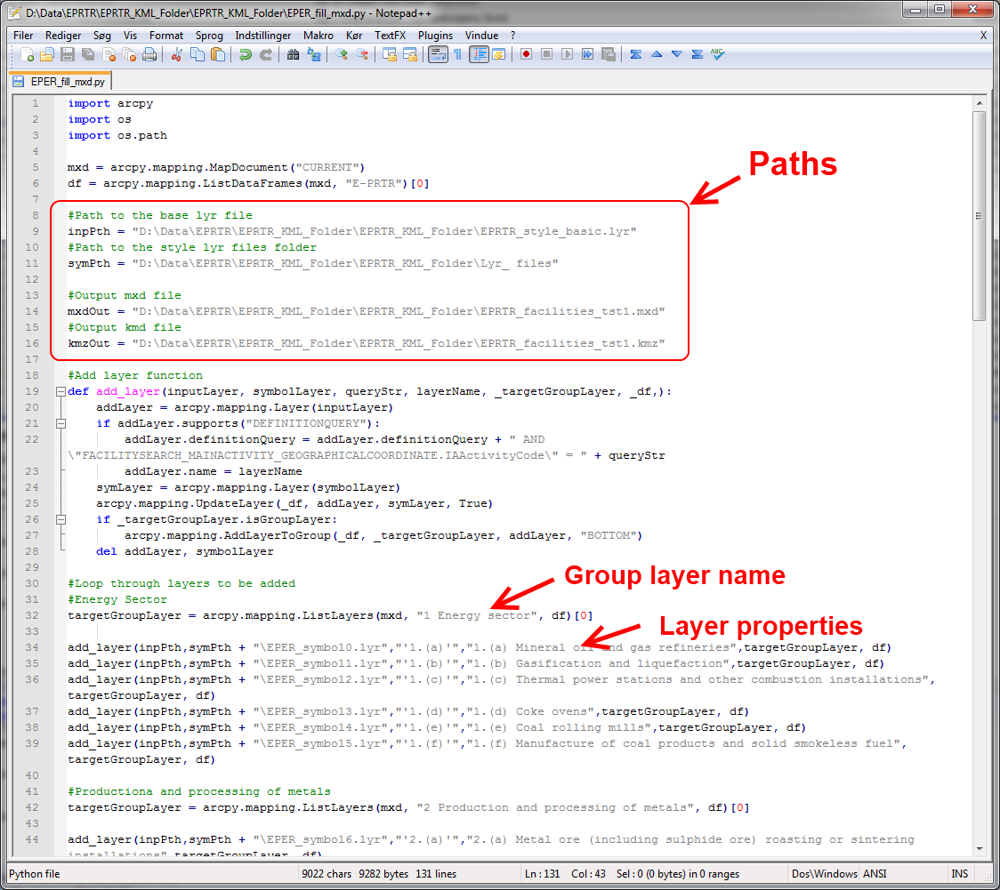 D:\Data\EPRTR\EPRTR_KML_Folder\EPRTR_KML_Folder\EPER_fill_mxd.py - Notepad++
Filer Rediger Søg Vis Format Sprog Indstillinger Makro Kør TextFX Plugins Vindue ? X
EPER_fill_mxd.py
1 import arcpy
2 import os
3 import os.path
4
5 mxd = arcpy.mapping.MapDocument("CURRENT")
Paths
6 df = arcpy.mapping.ListDataFrames(mxd, "E-PRTR")[0]
7
8 #Path to the base lyr file
9 inpPth = "D:\Data\EPRTR\EPRTR_KML_Folder\EPRTR_KML_Folder\EPRTR_style_basic.lyr"
10 #Path to the style lyr files folder
11 symPth = "D:\Data\EPRTR\EPRTR_KML_Folder\EPRTR_KML_Folder\Lyr_ files"
12
13 #Output mxd file
14 mxdOut = "D:\Data\EPRTR\EPRTR_KML_Folder\EPRTR_KML_Folder\EPRTR_facilities_tst1.mxd"
15 #Output kmd file
16 kmzOut = "D:\Data\EPRTR\EPRTR_KML_Folder\EPRTR_KML_Folder\EPRTR_facilities_tst1.kmz"
17
18 #Add layer function
19 def add_layer(inputLayer, symbolLayer, queryStr, layerName, _targetGroupLayer, _df,):
20 addLayer = arcpy.mapping.Layer(inputLayer)
21 if addLayer.supports("DEFINITIONQUERY"):
22 addLayer.definitionQuery = addLayer.definitionQuery + " AND
\"FACILITYSEARCH_MAINACTIVITY_GEOGRAPHICALCOORDINATE.IAActivityCode\" = " + queryStr
23 addLayer.name = layerName
24 symLayer = arcpy.mapping.Layer(symbolLayer)
25 arcpy.mapping.UpdateLayer(_df, addLayer, symLayer, True)
26 if _targetGroupLayer.isGroupLayer:
27 arcpy.mapping.AddLayerToGroup(_df, _targetGroupLayer, addLayer, "BOTTOM")
28 del addLayer, symbolLayer
29
Group layer name
30 #Loop through layers to be added
31 #Energy Sector
32 targetGroupLayer = arcpy.mapping.ListLayers(mxd, "1 Energy sector", df)[0]
33
Layer properties
34 add_layer(inpPth,symPth + "\EPER_symbol0.lyr","'1.(a)'","1.(a) Mineral oil and gas refineries",targetGroupLayer, df)
35 add_layer(inpPth,symPth + "\EPER_symbol1.lyr","'1.(b)'","1.(b) Gasification and liquefaction",targetGroupLayer, df)
36 add_layer(inpPth,symPth + "\EPER_symbol2.lyr","'1.(c)'","1.(c) Thermal power stations and other combustion installations",
targetGroupLayer, df)
37 add_layer(inpPth,symPth + "\EPER_symbol3.lyr","'1.(d)'","1.(d) Coke ovens",targetGroupLayer, df)
38 add_layer(inpPth,symPth + "\EPER_symbol4.lyr","'1.(e)'","1.(e) Coal rolling mills",targetGroupLayer, df)
39 add_layer(inpPth,symPth + "\EPER_symbol5.lyr","'1.(f)'","1.(f) Manufacture of coal products and solid smokeless fuel",
targetGroupLayer, df)
40
41 #Productiona and processing of metals
42 targetGroupLayer = arcpy.mapping.ListLayers(mxd, "2 Production and processing of metals", df)[0]
43
44 add_layer(inpPth,symPth + "\EPER_symbol6.lyr","'2.(a)'","2.(a) Metal ore (including sulphide ore) roasting or sintering
installations",targetGroupLayer, df)
Python file 9022 chars 9282 bytes 131 lines Ln : 131 Col : 43 Sel : 0 (0 bytes) in 0 ranges Dos\Windows ANSI INS